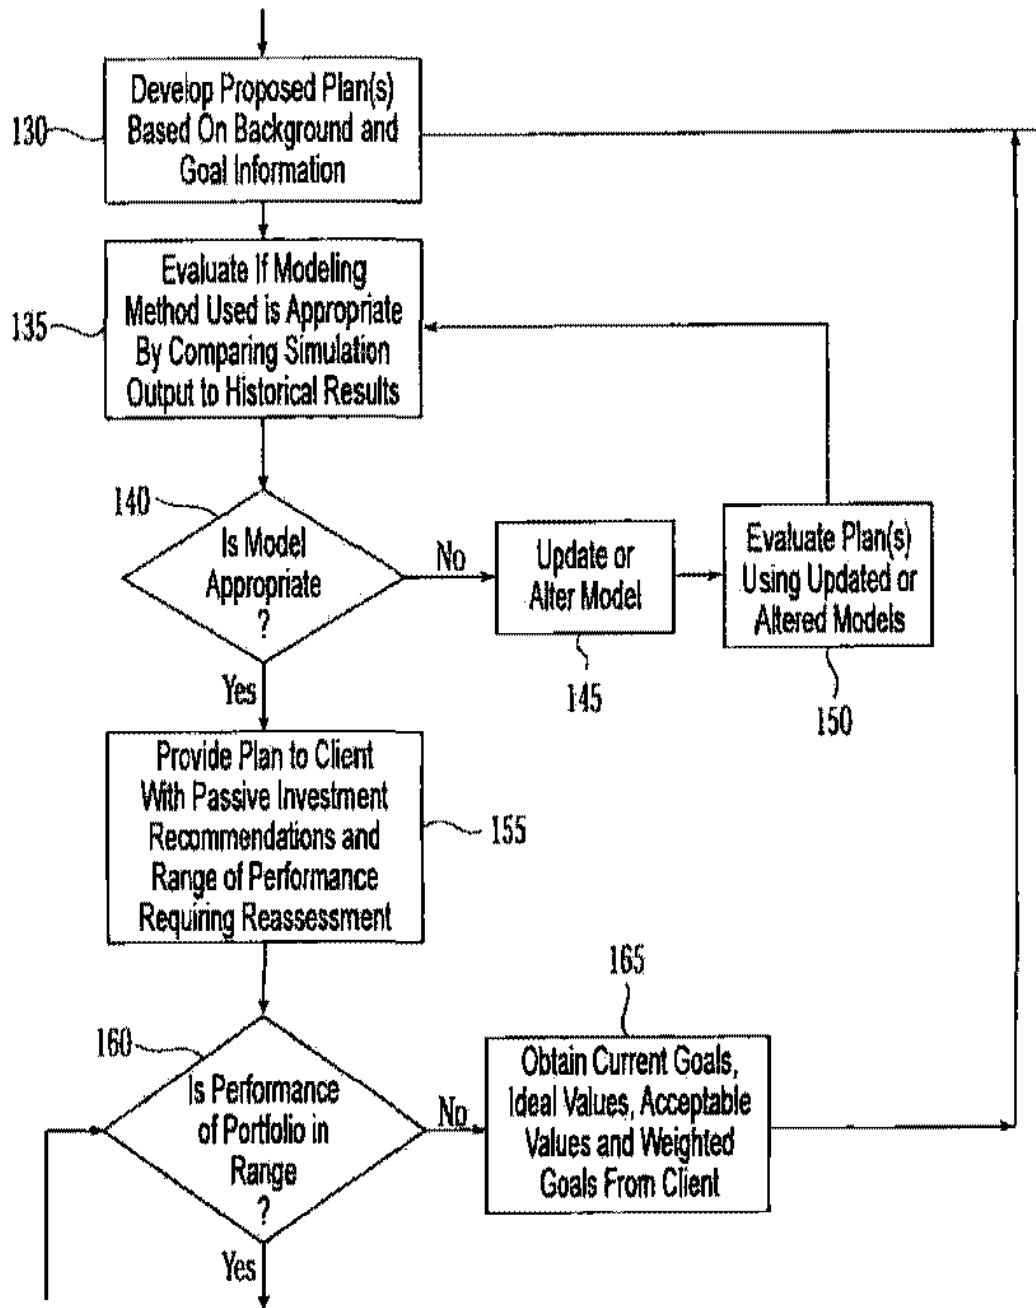 Develop Proposed Plan(s)
Based On Background and
Goal Information
130
Evaluate If Modeling
Method Used is Appropriate
By Comparing Simulation
Output to Historical Results
135
140
Is Model
Appropriate
?
No
Update or
Alter Model
145
Evaluate Plan(s)
Using Updated or
Altered Models
150
Yes
Provide Plan to Client
With Passive Investment
Recommendations and
Range of Performance
Requiring Reassessment
155
160
Is Performance
of Portfolio in
Range
?
No
165
Obtain Current Goals,
Ideal Values, Acceptable
Values and Weighted
Goals From Client
Yes